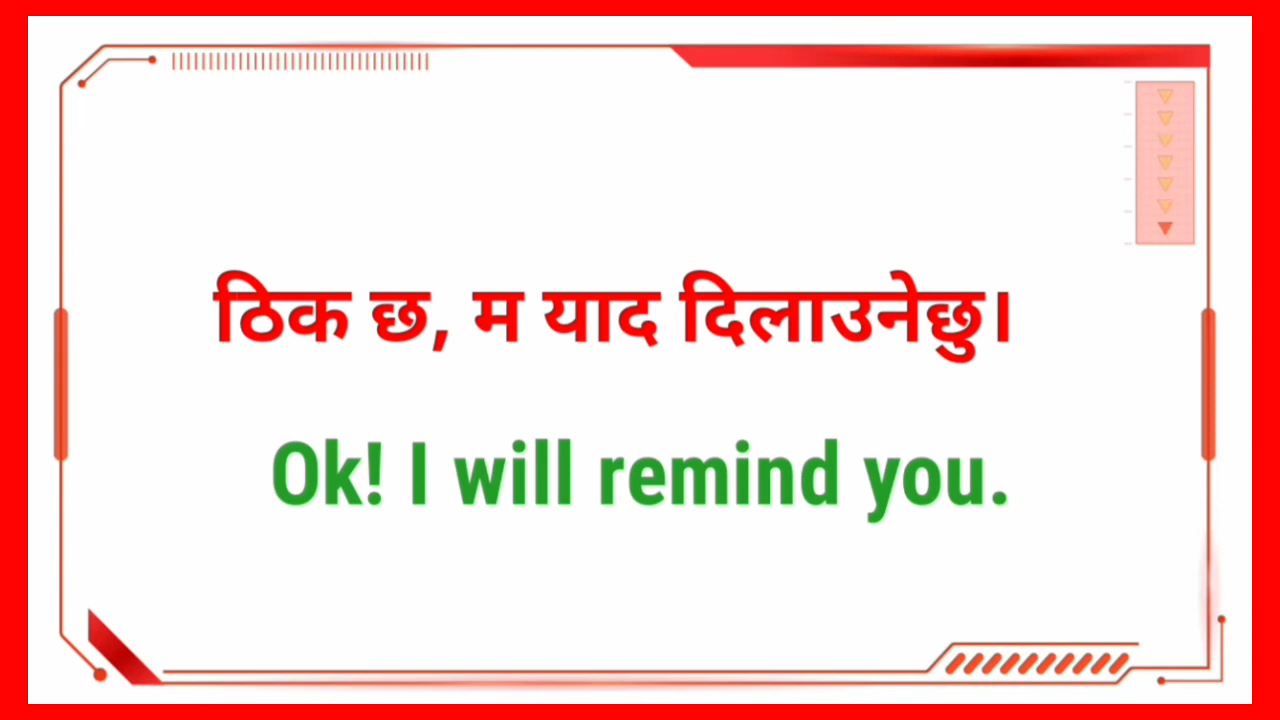 ठिक छ, म याद दिलाउनेछु।
Ok! I will remind you.